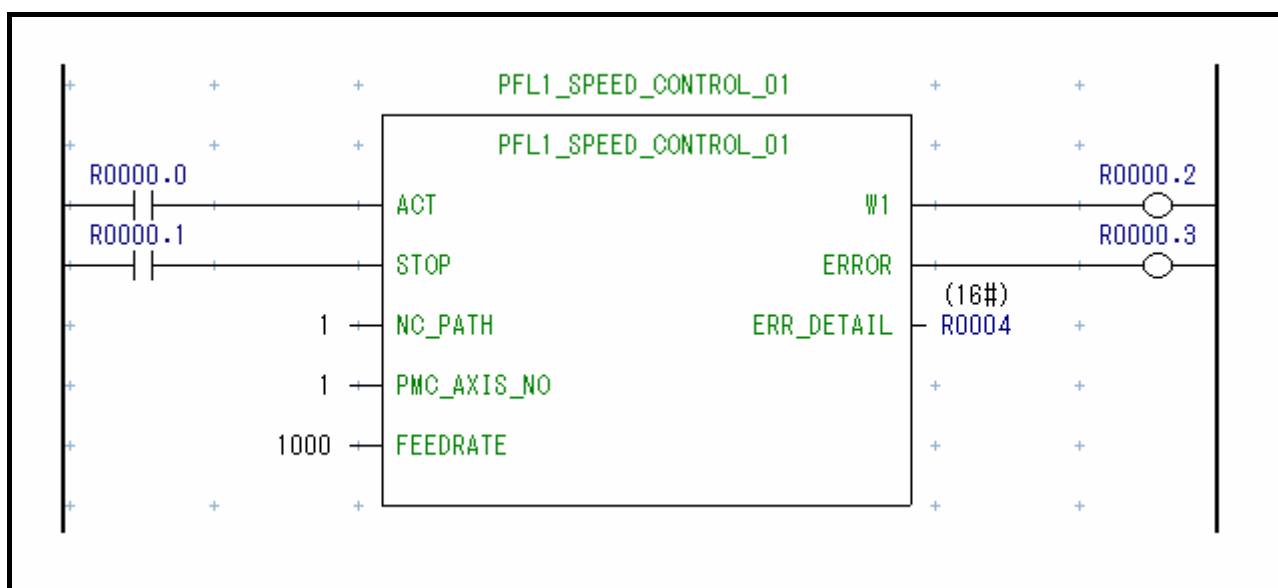 PFL1_SPEED_CONTROL_01
PFL1_SPEED_CONTROL_01
R0000.0 R0000.2
ACT W1
R0000.1 R0000.3
STOP ERROR
(16#)
1 NC_PATH ERR_DETAIL R0004
1 PMC_AXIS_NO
1000 FEEDRATE